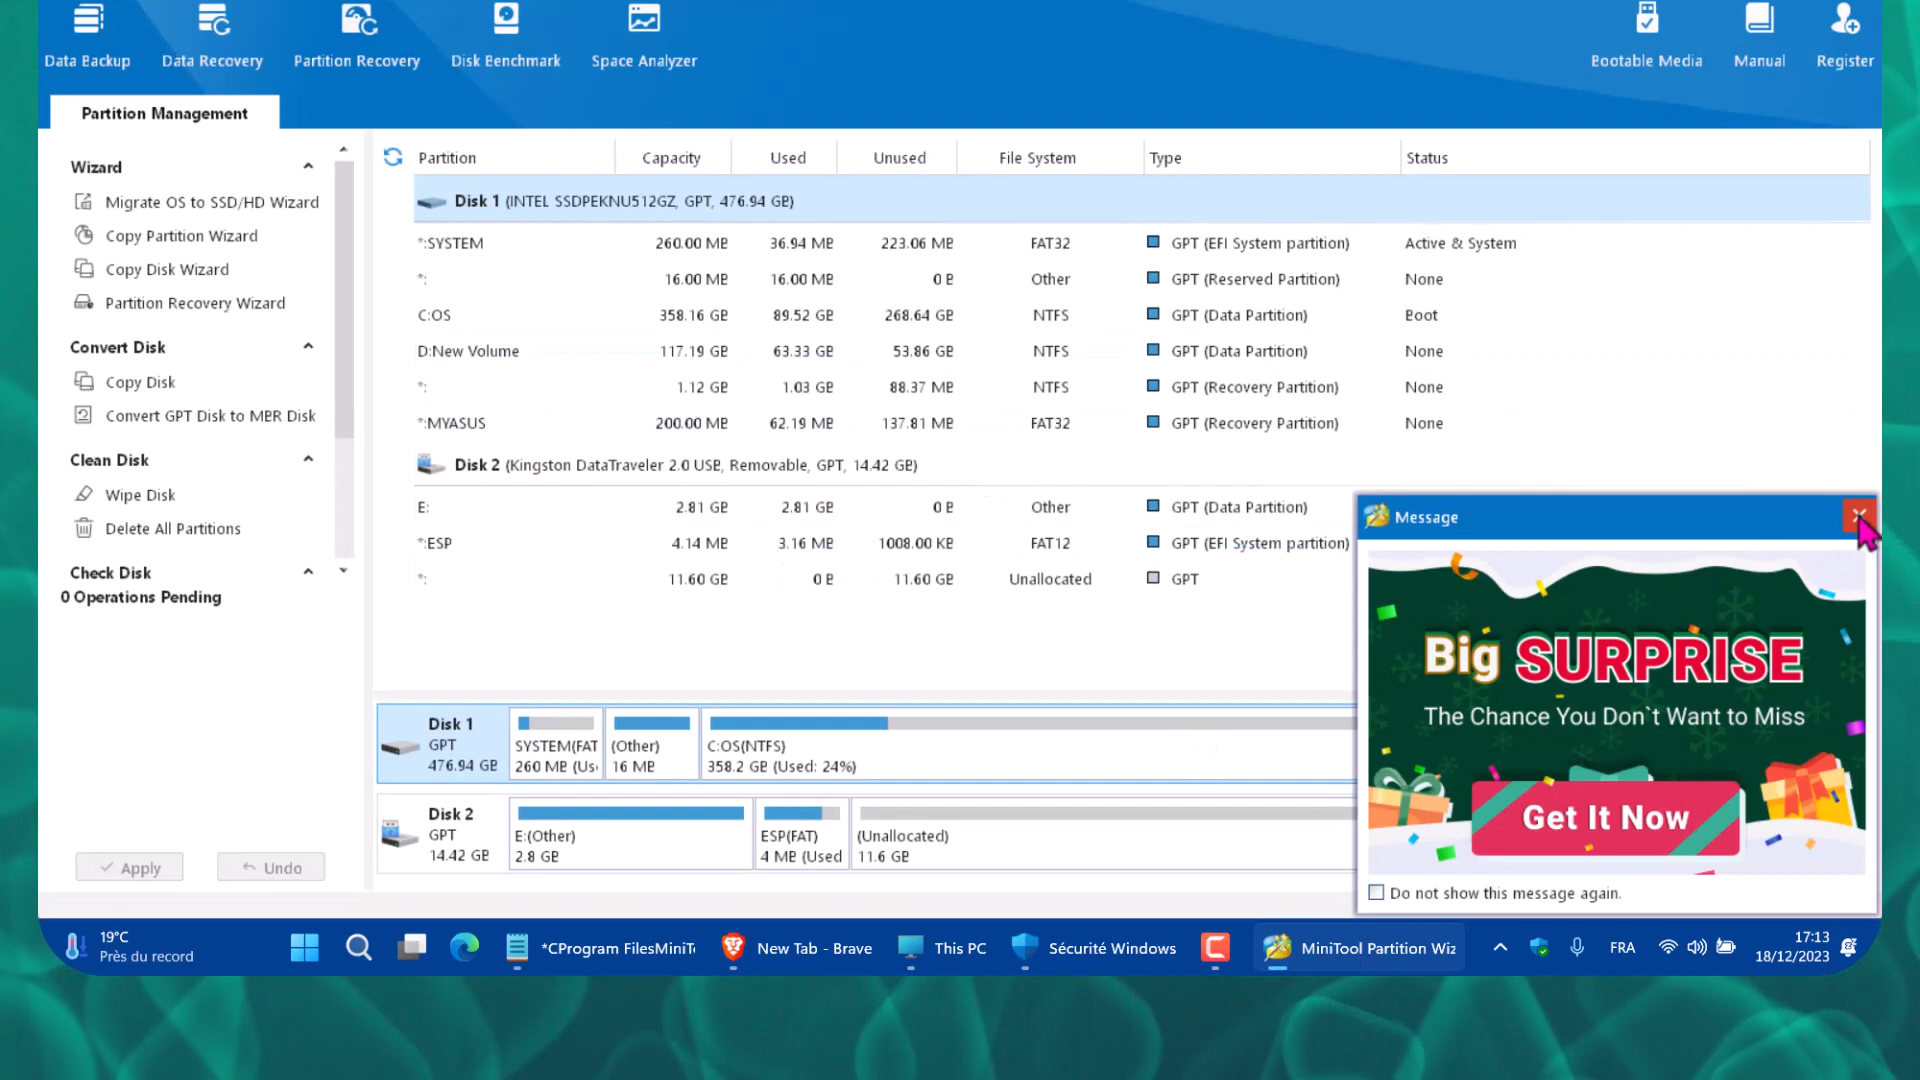 Data Backup
Data Recovery
Partition Recovery
Disk Benchmark
Space Analyzer
Bootable Media
Manual
Register
Partition Management
Wizard
Migrate OS to SSD/HD Wizard
Copy Partition Wizard
Copy Disk Wizard
Partition Recovery Wizard
Convert Disk
Copy Disk
Convert GPT Disk to MBR Disk
Clean Disk
Wipe Disk
Delete All Partitions
Check Disk
0 Operations Pending
Apply
Undo
Partition Capacity Used Unused File System Type Status
Disk 1 (INTEL SSDPEKNU512GZ, GPT, 476.94 GB)
*:SYSTEM 260.00 MB 36.94 MB 223.06 MB FAT32 GPT (EFI System partition) Active & System
*: 16.00 MB 16.00 MB 0 B Other GPT (Reserved Partition) None
C:OS 358.16 GB 89.52 GB 268.64 GB NTFS GPT (Data Partition) Boot
D:New Volume 117.19 GB 63.33 GB 53.86 GB NTFS GPT (Data Partition) None
*: 1.12 GB 1.03 GB 88.37 MB NTFS GPT (Recovery Partition) None
*:MYASUS 200.00 MB 62.19 MB 137.81 MB FAT32 GPT (Recovery Partition) None
Disk 2 (Kingston DataTraveler 2.0 USB, Removable, GPT, 14.42 GB)
E: 2.81 GB 2.81 GB 0 B Other GPT (Data Partition)
*:ESP 4.14 MB 3.16 MB 1008.00 KB FAT12 GPT (EFI System partition)
*: 11.60 GB 0 B 11.60 GB Unallocated GPT
Disk 1
GPT
476.94 GB
SYSTEM(FAT
260 MB (Us
(Other)
16 MB
C:OS(NTFS)
358.2 GB (Used: 24%)
Disk 2
GPT
14.42 GB
E:(Other)
2.8 GB
ESP(FAT)
4 MB (Used
(Unallocated)
11.6 GB
Message
Big SURPRISE
The Chance You Don`t Want to Miss
Get It Now
Do not show this message again.
19°C
Près du record
*CProgram FilesMiniT
New Tab - Brave
This PC
Sécurité Windows
MiniTool Partition Wiz
FRA
17:13
18/12/2023